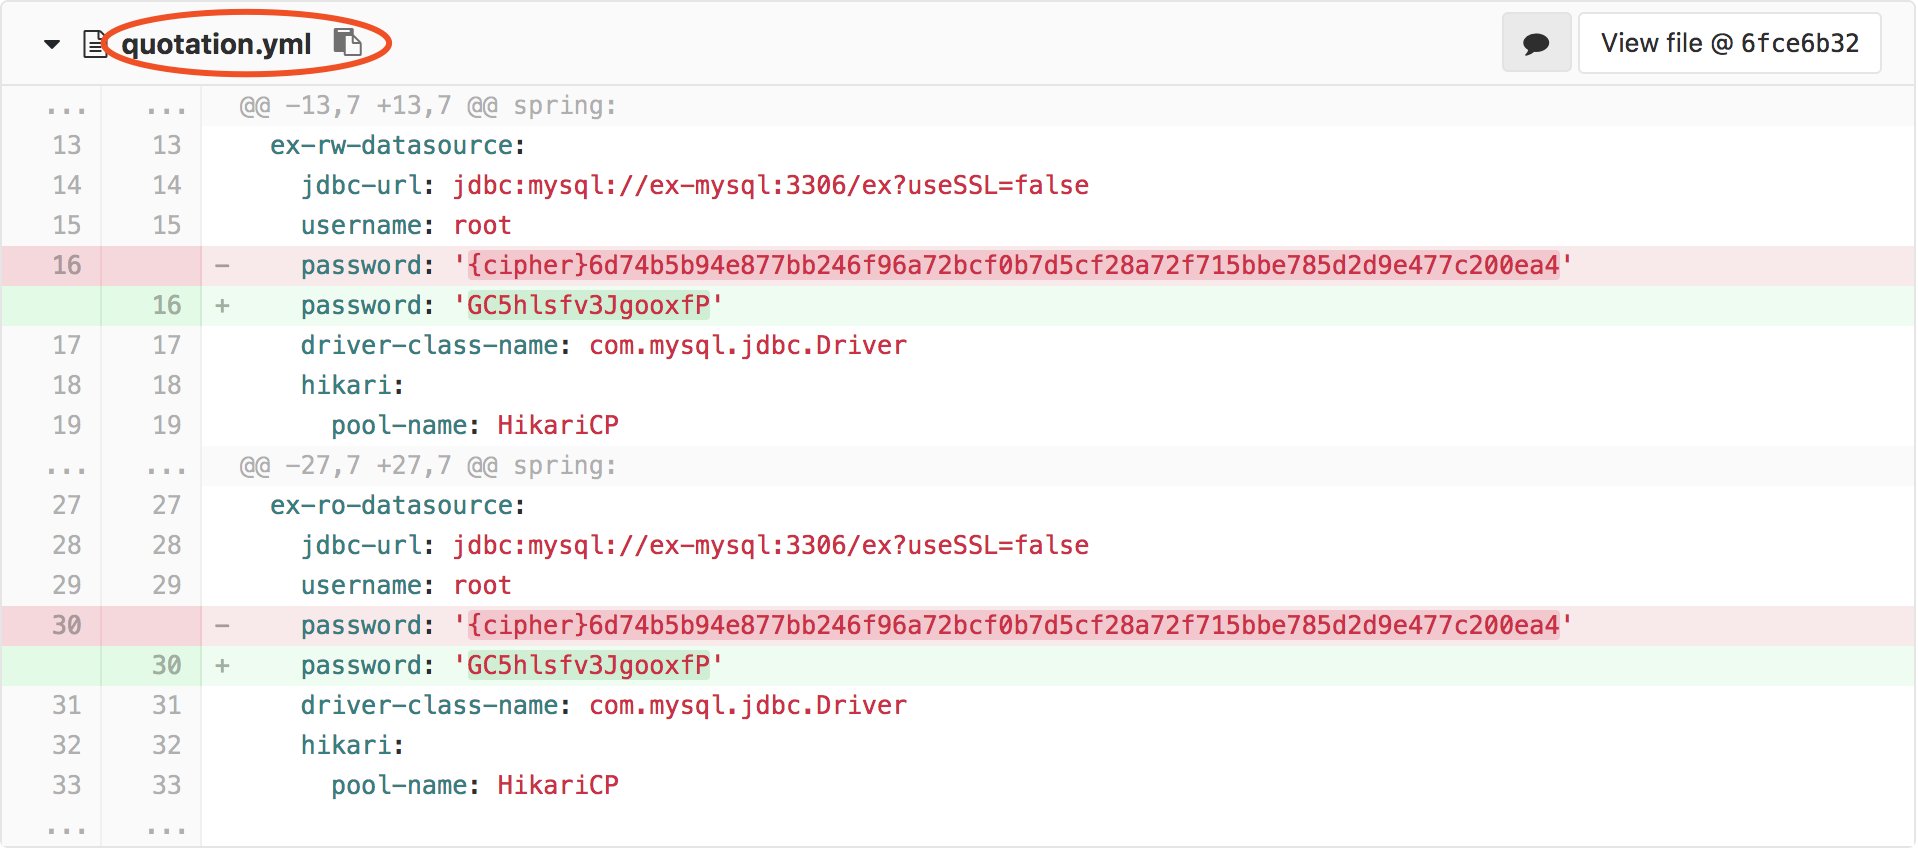 quotation.yml View file @ 6fce6b32
... ... @@ -13,7 +13,7 @@ spring:
13 13 ex-rw-datasource:
14 14 jdbc-url: jdbc:mysql://ex-mysql:3306/ex?useSSL=false
15 15 username: root
16 - password: '{cipher}6d74b5b94e877bb246f96a72bcf0b7d5cf28a72f715bbe785d2d9e477c200ea4'
16 + password: 'GC5hlsfv3JgooxfP'
17 17 driver-class-name: com.mysql.jdbc.Driver
18 18 hikari:
19 19 pool-name: HikariCP
... ... @@ -27,7 +27,7 @@ spring:
27 27 ex-ro-datasource:
28 28 jdbc-url: jdbc:mysql://ex-mysql:3306/ex?useSSL=false
29 29 username: root
30 - password: '{cipher}6d74b5b94e877bb246f96a72bcf0b7d5cf28a72f715bbe785d2d9e477c200ea4'
30 + password: 'GC5hlsfv3JgooxfP'
31 31 driver-class-name: com.mysql.jdbc.Driver
32 32 hikari:
33 33 pool-name: HikariCP
... ...